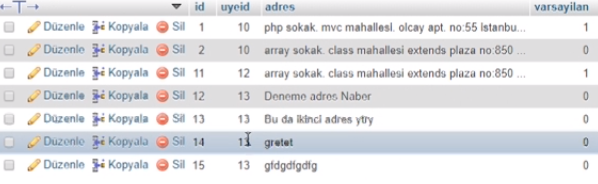 id uyeid adres varsayilan
Düzenle Kopyala Sil 1 10 php sokak. mvc mahallesi. olcay apt. no:55 İstanbu... 1
Düzenle Kopyala Sil 2 10 array sokak. class mahallesi extends plaza no:850 ... 0
Düzenle Kopyala Sil 11 12 array sokak. class mahallesi extends plaza no:850 ... 1
Düzenle Kopyala Sil 12 13 Deneme adres Naber 0
Düzenle Kopyala Sil 13 13 Bu da ikinci adres ytry 0
Düzenle Kopyala Sil 14 13 gretet 0
Düzenle Kopyala Sil 15 13 gfdgdfgdfg 0